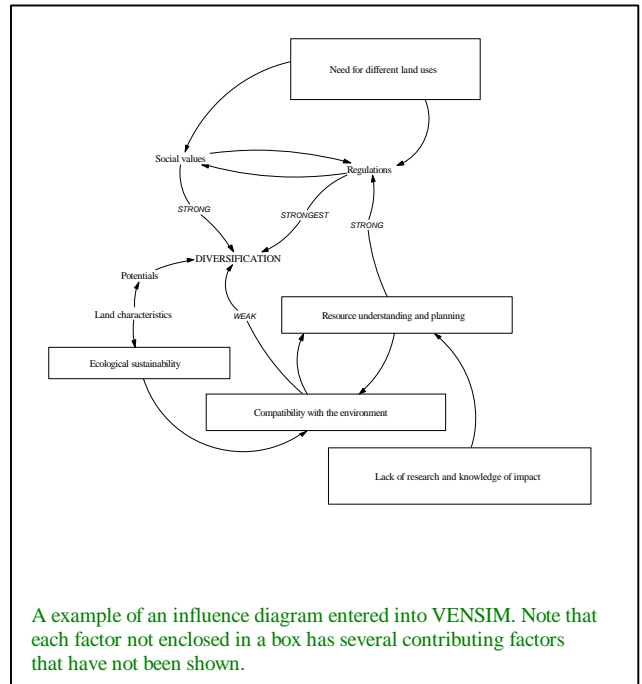 Need for different land uses
Social values
Regulations
STRONG
STRONGEST
STRONG
DIVERSIFICATION
Potentials
WEAK
Land characteristics
Resource understanding and planning
Ecological sustainability
Compatibility with the environment
Lack of research and knowledge of impact
A example of an influence diagram entered into VENSIM. Note that
each factor not enclosed in a box has several contributing factors
that have not been shown.